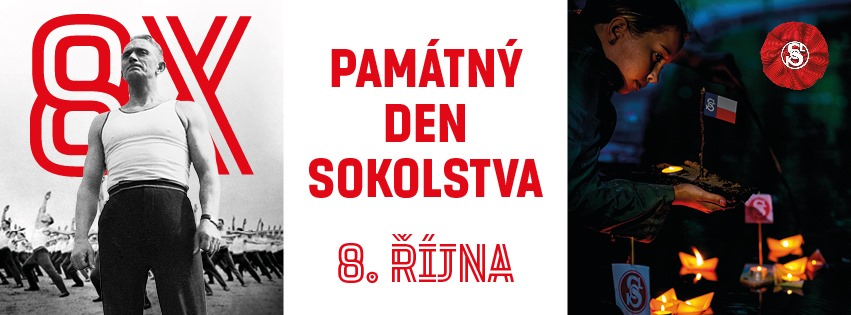 8X
PAMÁTNÝ
DEN
SOKOLSTVA
8. ŘÍJNA